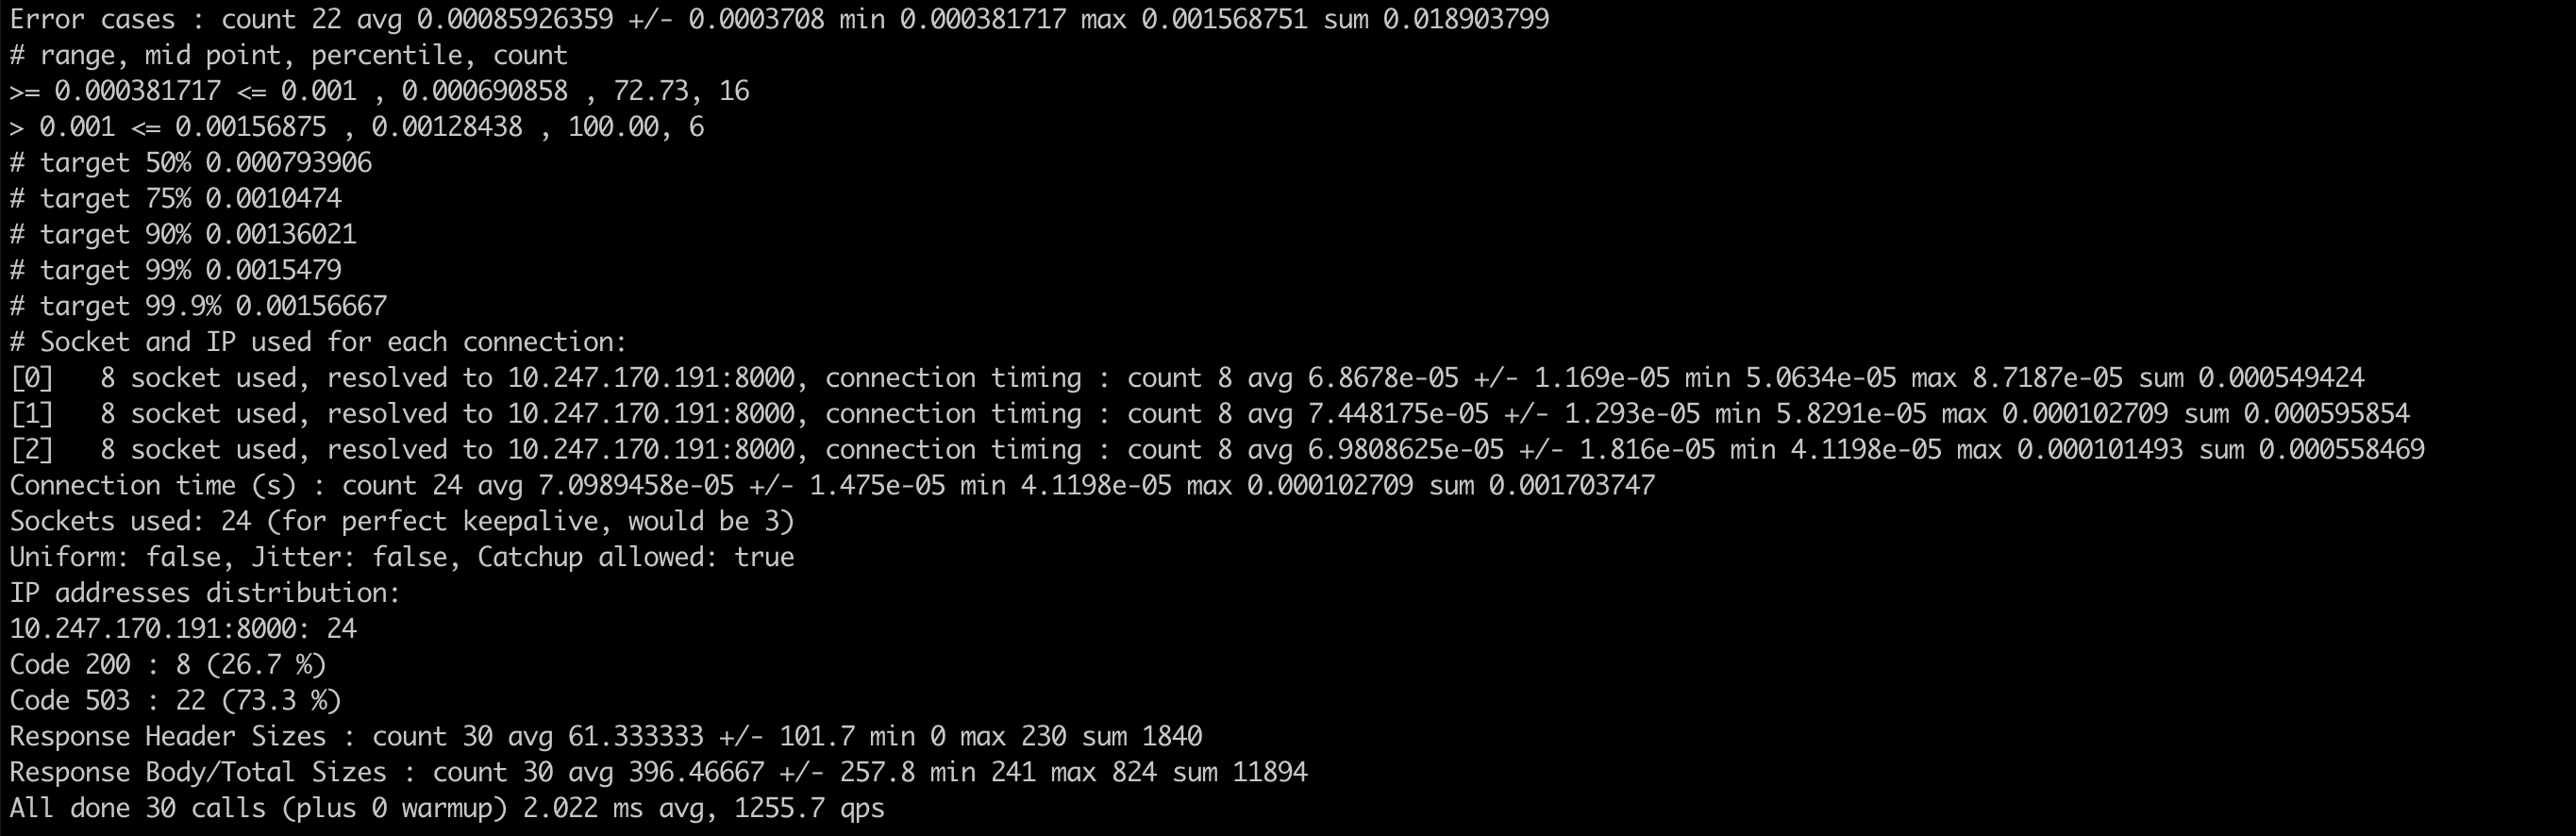 Error cases : count 22 avg 0.00085926359 +/- 0.0003708 min 0.000381717 max 0.001568751 sum 0.018903799
# range, mid point, percentile, count
>= 0.000381717 <= 0.001 , 0.000690858 , 72.73, 16
> 0.001 <= 0.00156875 , 0.00128438 , 100.00, 6
# target 50% 0.000793906
# target 75% 0.0010474
# target 90% 0.00136021
# target 99% 0.0015479
# target 99.9% 0.00156667
# Socket and IP used for each connection:
[0]   8 socket used, resolved to 10.247.170.191:8000, connection timing : count 8 avg 6.8678e-05 +/- 1.169e-05 min 5.0634e-05 max 8.7187e-05 sum 0.000549424
[1]   8 socket used, resolved to 10.247.170.191:8000, connection timing : count 8 avg 7.448175e-05 +/- 1.293e-05 min 5.8291e-05 max 0.000102709 sum 0.000595854
[2]   8 socket used, resolved to 10.247.170.191:8000, connection timing : count 8 avg 6.9808625e-05 +/- 1.816e-05 min 4.1198e-05 max 0.000101493 sum 0.000558469
Connection time (s) : count 24 avg 7.0989458e-05 +/- 1.475e-05 min 4.1198e-05 max 0.000102709 sum 0.001703747
Sockets used: 24 (for perfect keepalive, would be 3)
Uniform: false, Jitter: false, Catchup allowed: true
IP addresses distribution:
10.247.170.191:8000: 24
Code 200 : 8 (26.7 %)
Code 503 : 22 (73.3 %)
Response Header Sizes : count 30 avg 61.333333 +/- 101.7 min 0 max 230 sum 1840
Response Body/Total Sizes : count 30 avg 396.46667 +/- 257.8 min 241 max 824 sum 11894
All done 30 calls (plus 0 warmup) 2.022 ms avg, 1255.7 qps